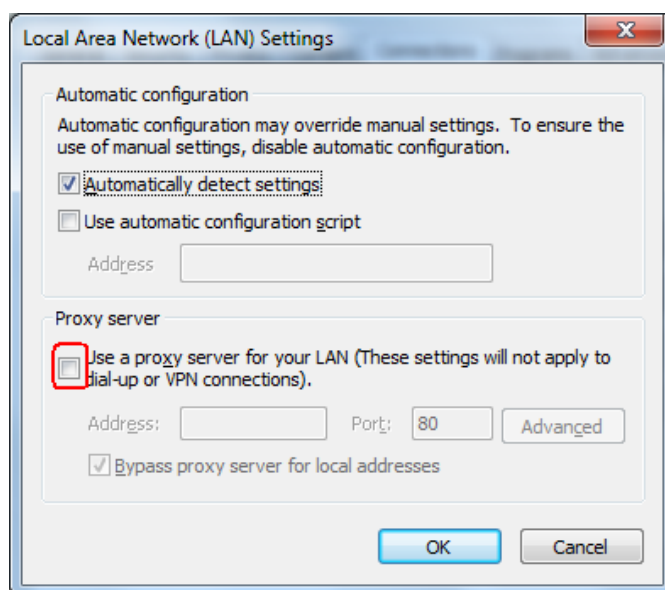 Local Area Network (LAN) Settings
Automatic configuration
Automatic configuration may override manual settings. To ensure the
use of manual settings, disable automatic configuration.
Automatically detect settings
Use automatic configuration script
Address
Proxy server
Use a proxy server for your LAN (These settings will not apply to
dial-up or VPN connections).
Address: Port: 80 Advanced
Bypass proxy server for local addresses
OK Cancel